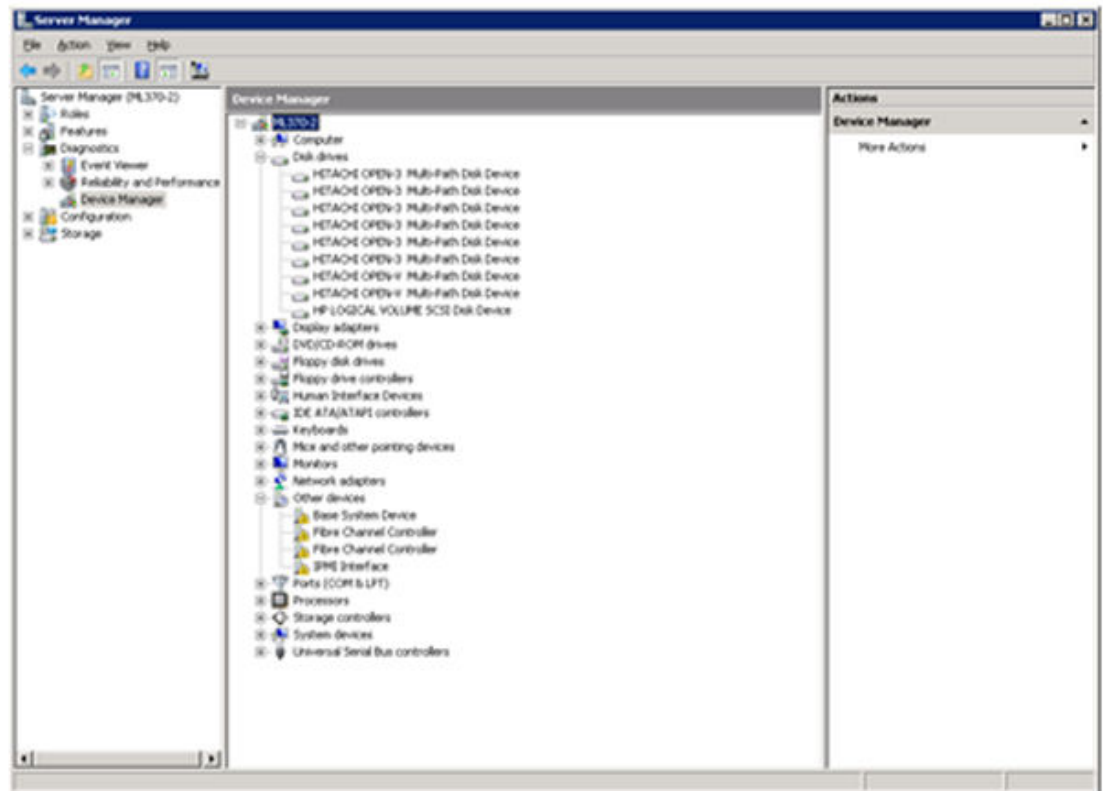 Server Manager
File Action View Help
Server Manager (ML370-2)
Roles
Features
Diagnostics
Event Viewer
Reliability and Performance
Device Manager
Configuration
Storage
Device Manager
ML370-2
Computer
Disk drives
HITACHI OPEN-3 Multi-Path Disk Device
HITACHI OPEN-3 Multi-Path Disk Device
HITACHI OPEN-3 Multi-Path Disk Device
HITACHI OPEN-3 Multi-Path Disk Device
HITACHI OPEN-3 Multi-Path Disk Device
HITACHI OPEN-3 Multi-Path Disk Device
HITACHI OPEN-V Multi-Path Disk Device
HITACHI OPEN-V Multi-Path Disk Device
HP LOGICAL VOLUME SCSI Disk Device
Display adapters
DVD/CD-ROM drives
Floppy disk drives
Floppy drive controllers
Human Interface Devices
IDE ATA/ATAPI controllers
Keyboards
Mice and other pointing devices
Monitors
Network adapters
Other devices
Base System Device
Fibre Channel Controller
Fibre Channel Controller
IPMI Interface
Ports (COM & LPT)
Processors
Storage controllers
System devices
Universal Serial Bus controllers
Actions
Device Manager
More Actions